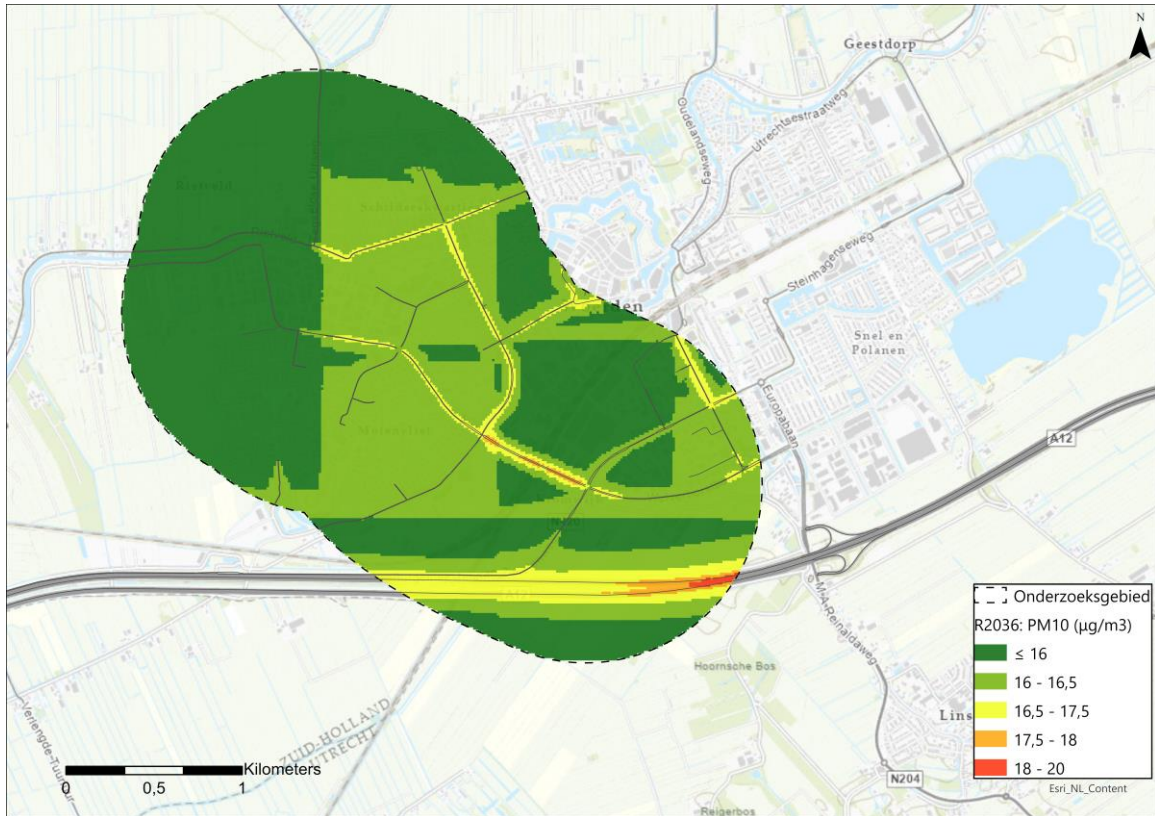 N
Geestdorp
Oudelandseweg
Utrechtsestraatweg
Steinhagenseweg
Snel en
Polanen
Europabaan
A12
Onderzoeksgebied
R2036: PM10 (µg/m3)
≤ 16
16 - 16,5
16,5 - 17,5
17,5 - 18
18 - 20
M-A-Reinaldaweg
Hoornsche Bos
Lins
N204
Reigerbos
Esri_NL_Content
ZUID-HOLLAND
UTRECHT
Kilometers
0
0,5
1